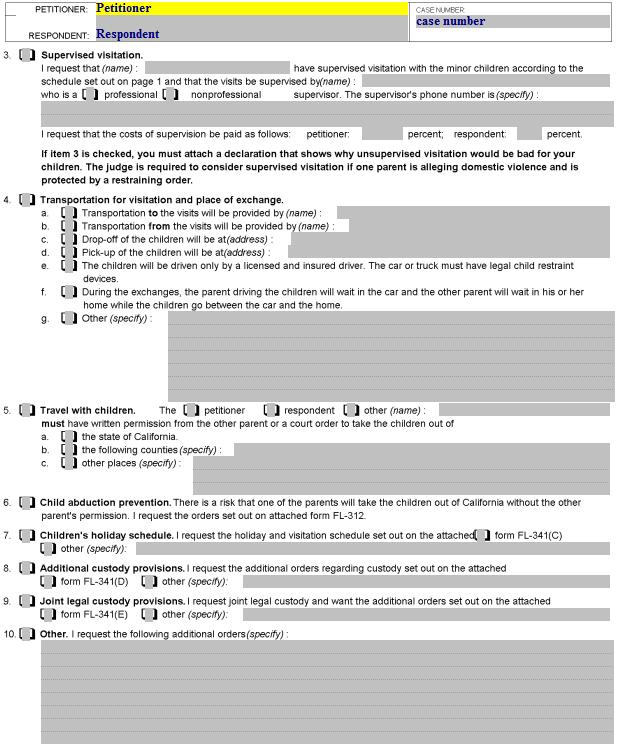 PETITIONER: Petitioner
CASE NUMBER:
case number
RESPONDENT: Respondent
3. Supervised visitation.
I request that (name) : have supervised visitation with the minor children according to the
schedule set out on page 1 and that the visits be supervised by(name) :
who is a professional nonprofessional supervisor. The supervisor's phone number is (specify) :
I request that the costs of supervision be paid as follows: petitioner: percent; respondent: percent.
If item 3 is checked, you must attach a declaration that shows why unsupervised visitation would be bad for your
children. The judge is required to consider supervised visitation if one parent is alleging domestic violence and is
protected by a restraining order.
4. Transportation for visitation and place of exchange.
a. Transportation to the visits will be provided by (name) :
b. Transportation from the visits will be provided by (name) :
c. Drop-off of the children will be at(address) :
d. Pick-up of the children will be at(address) :
e. The children will be driven only by a licensed and insured driver. The car or truck must have legal child restraint
devices.
f. During the exchanges, the parent driving the children will wait in the car and the other parent will wait in his or her
home while the children go between the car and the home.
g. Other (specify) :
5. Travel with children. The petitioner respondent other (name) :
must have written permission from the other parent or a court order to take the children out of
a. the state of California.
b. the following counties (specify) :
c. other places (specify) :
6. Child abduction prevention. There is a risk that one of the parents will take the children out of California without the other
parent's permission. I request the orders set out on attached form FL-312.
7. Children's holiday schedule. I request the holiday and visitation schedule set out on the attached form FL-341(C)
other (specify):
8. Additional custody provisions. I request the additional orders regarding custody set out on the attached
form FL-341(D) other (specify):
9. Joint legal custody provisions. I request joint legal custody and want the additional orders set out on the attached
form FL-341(E) other (specify):
10. Other. I request the following additional orders (specify) :